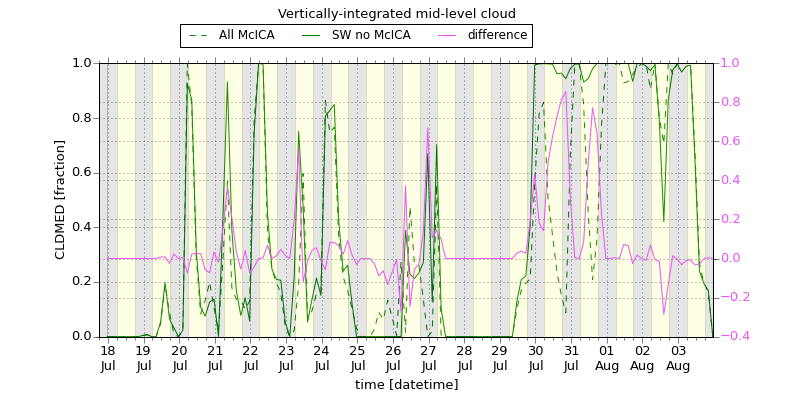 Vertically-integrated mid-level cloud
All McICA SW no McICA difference
1.0 1.0
0.8 0.8
0.6 0.6
0.4 0.4
0.2 0.2
0.0 0.0
−0.2
−0.4
CLDMED [fraction]
18 19 20 21 22 23 24 25 26 27 28 29 30 31 01 02 03
Jul Jul Jul Jul Jul Jul Jul Jul Jul Jul Jul Jul Jul Jul Aug Aug Aug
time [datetime]